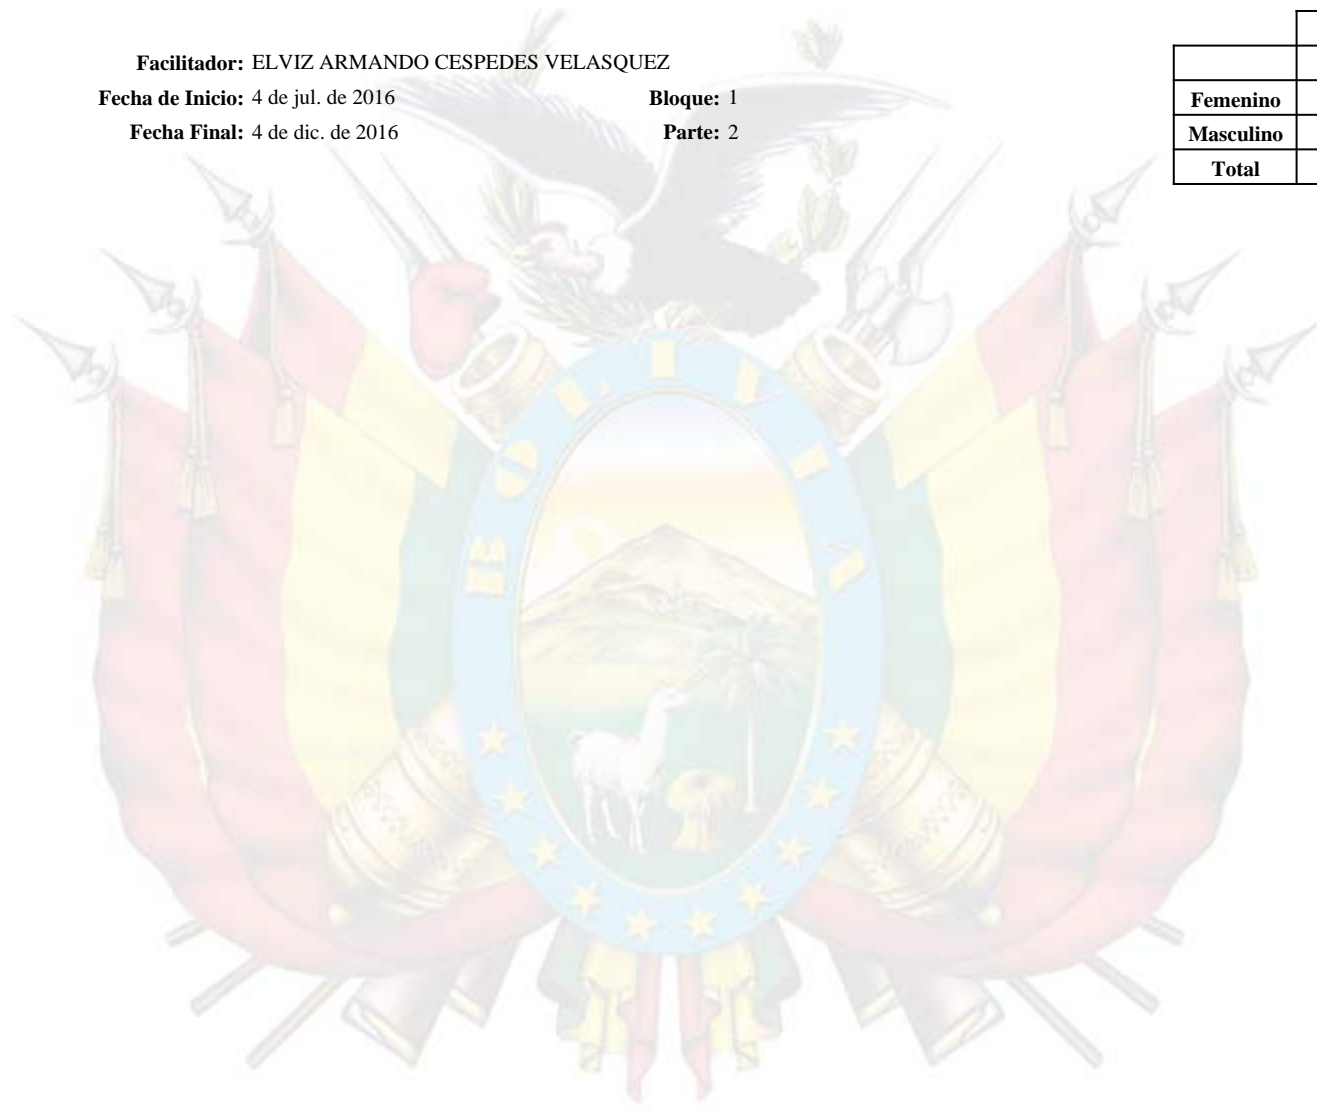 Facilitador: ELVIZ ARMANDO CESPEDES VELASQUEZ
Fecha de Inicio: 4 de jul. de 2016 Bloque: 1
Fecha Final: 4 de dic. de 2016 Parte: 2
Femenino
Masculino
Total
BOLIVIA